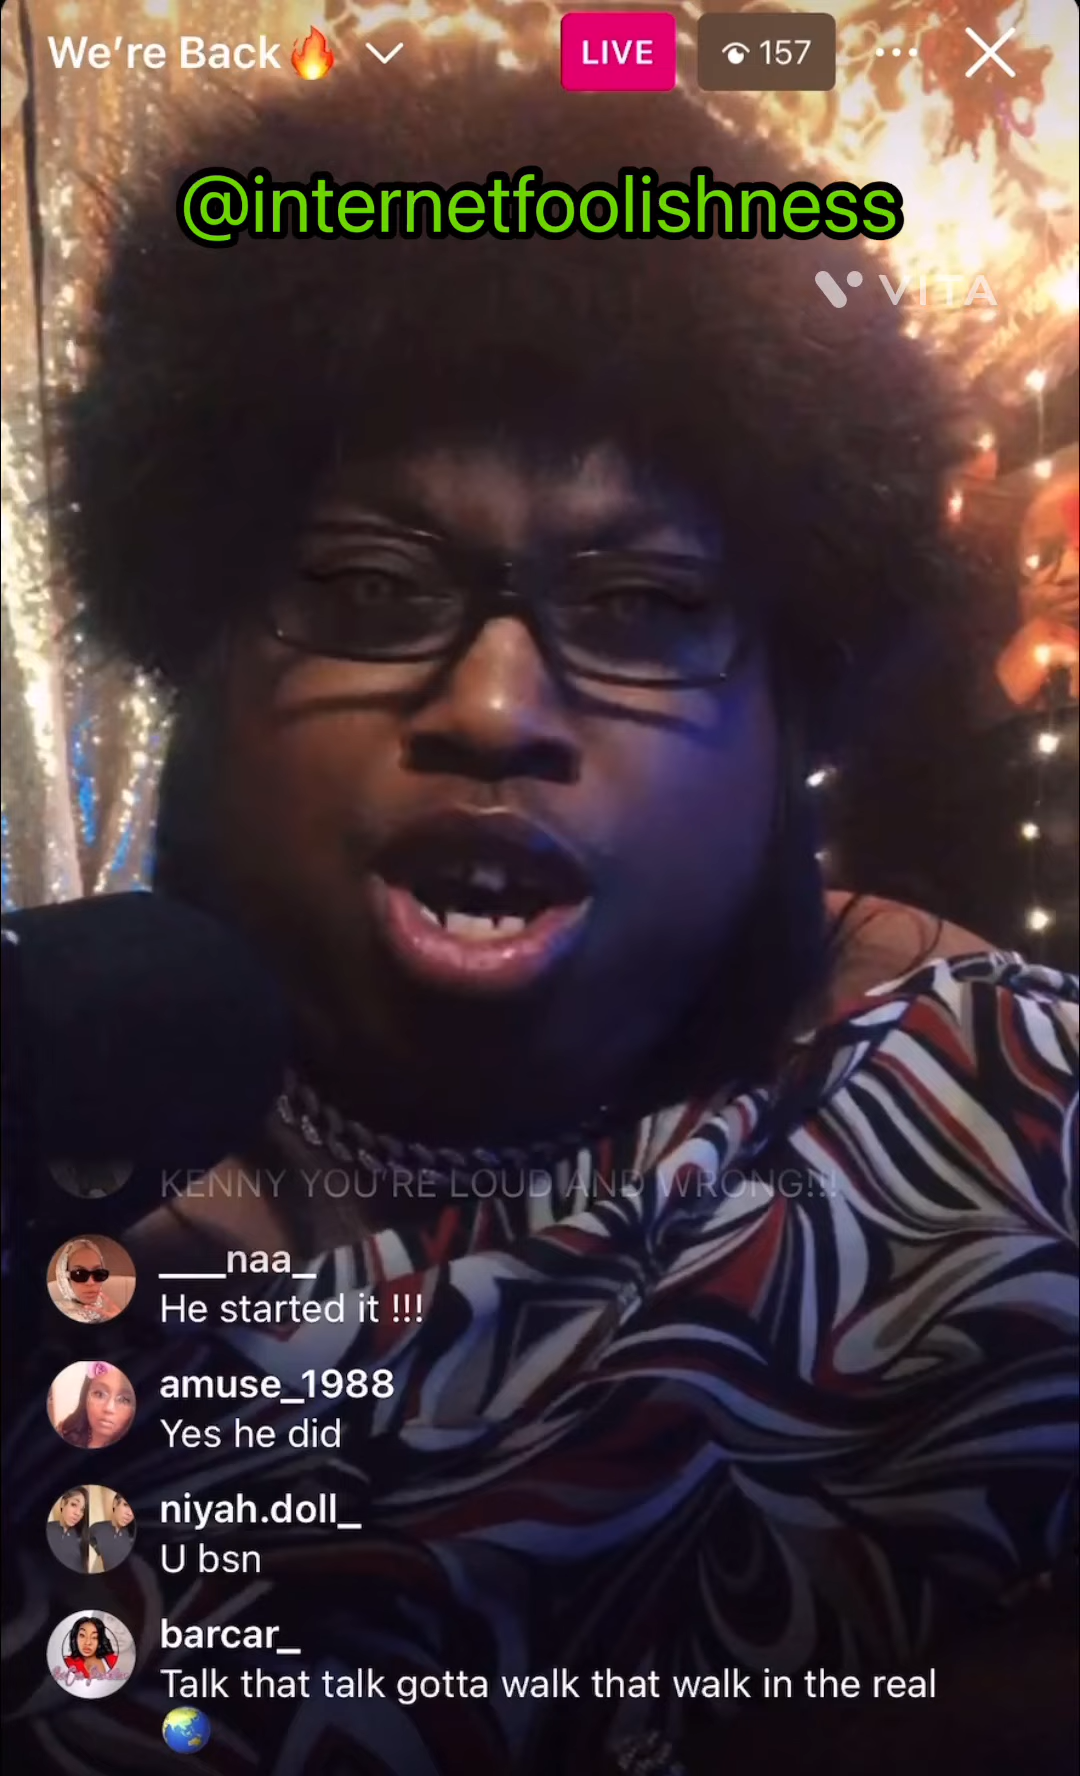 We're Back🔥
LIVE
157
@internetfoolishness
VITA
KENNY YOU'RE LOUD AND WRONG!!!
___naa_
He started it !!!
amuse_1988
Yes he did
niyah.doll_
U bsn
barcar_
Talk that talk gotta walk that walk in the real
🌏